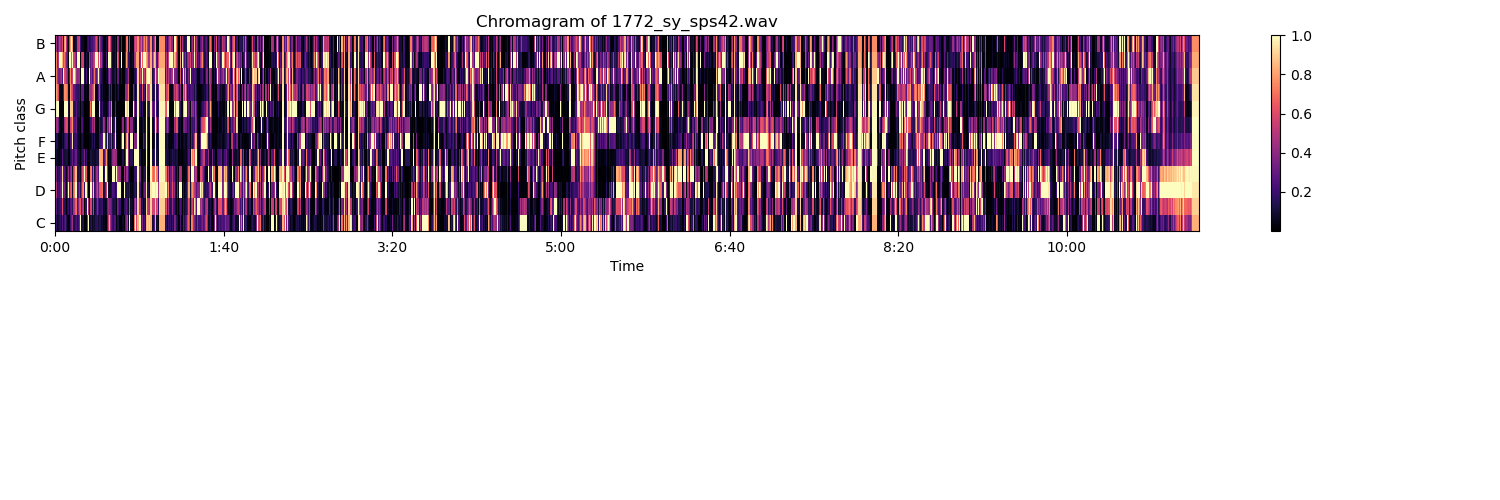 Chromagram of 1772_sy_sps42.wav
Pitch class
B
A
G
F
E
D
C
0:00 1:40 3:20 5:00 6:40 8:20 10:00
Time
1.0
0.8
0.6
0.4
0.2